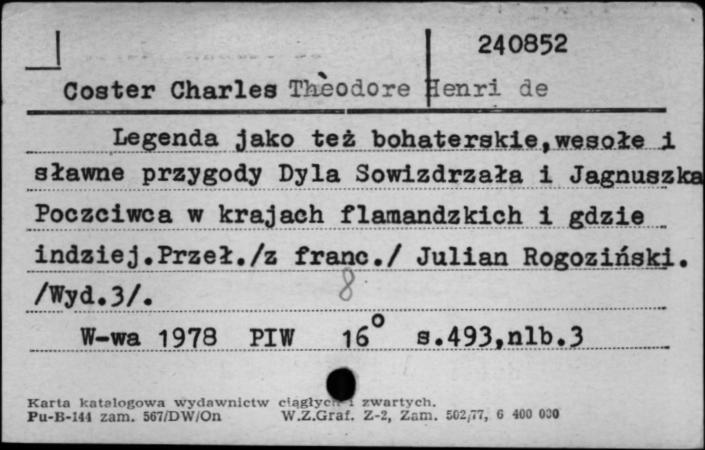 240852
Coster Charles Thèodore Henri de
Legenda jako też bohaterskie,wesołe i
sławne przygody Dyla Sowizdrzała i Jagnuszka
Poczciwca w krajach flamandzkich i gdzie
indziej.Przeł./z franc./ Julian Rogoziński.
/Wyd.3/.
8
W-wa 1978 PIW 16° s.493,nlb.3
Karta katalogowa wydawnictw ciągłych i zwartych.
Pu-B-144 zam. 567/DW/On W.Z.Graf. Z-2, Zam. 502/77, 6 400 000